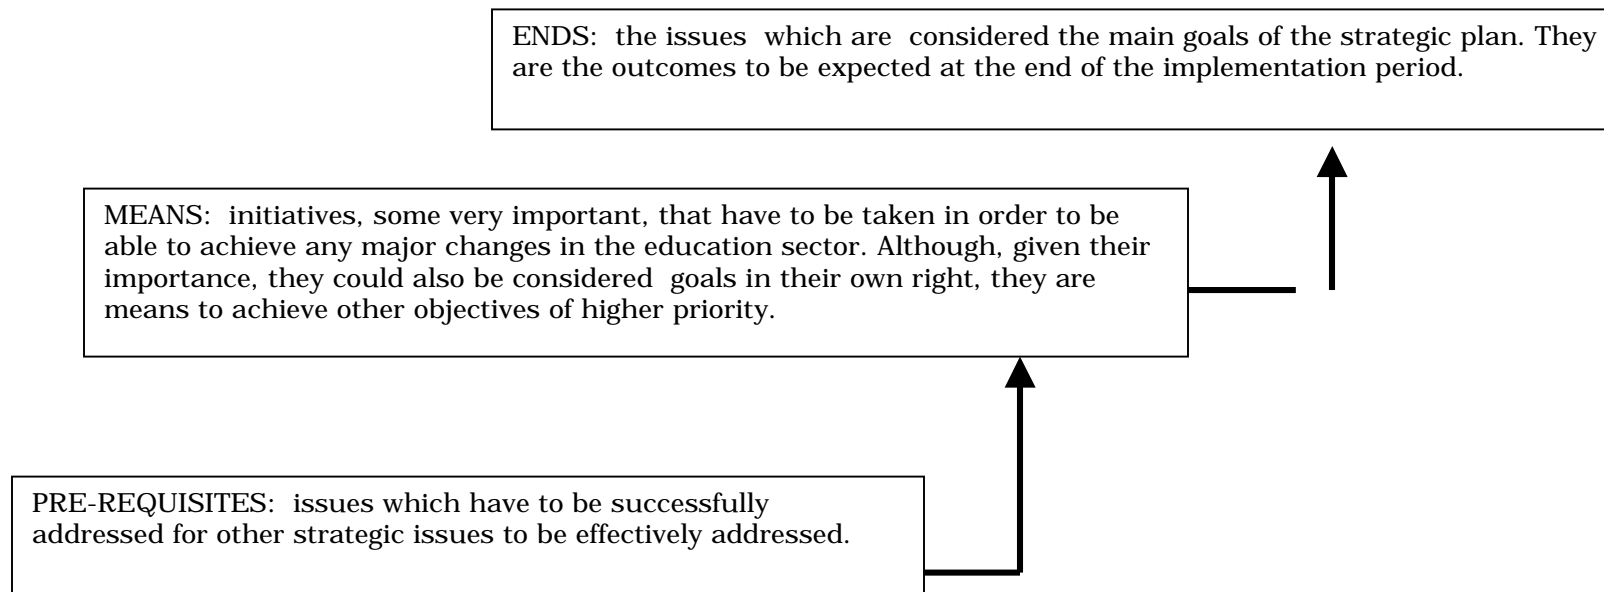 ENDS:  the issues  which are  considered the main goals of the strategic plan. They
are the outcomes to be expected at the end of the implementation period.
MEANS:  initiatives, some very important, that have to be taken in order to be
able to achieve any major changes in the education sector. Although, given their
importance, they could also be considered  goals in their own right, they are
means to achieve other objectives of higher priority.
PRE-REQUISITES:  issues which have to be successfully
addressed for other strategic issues to be effectively addressed.